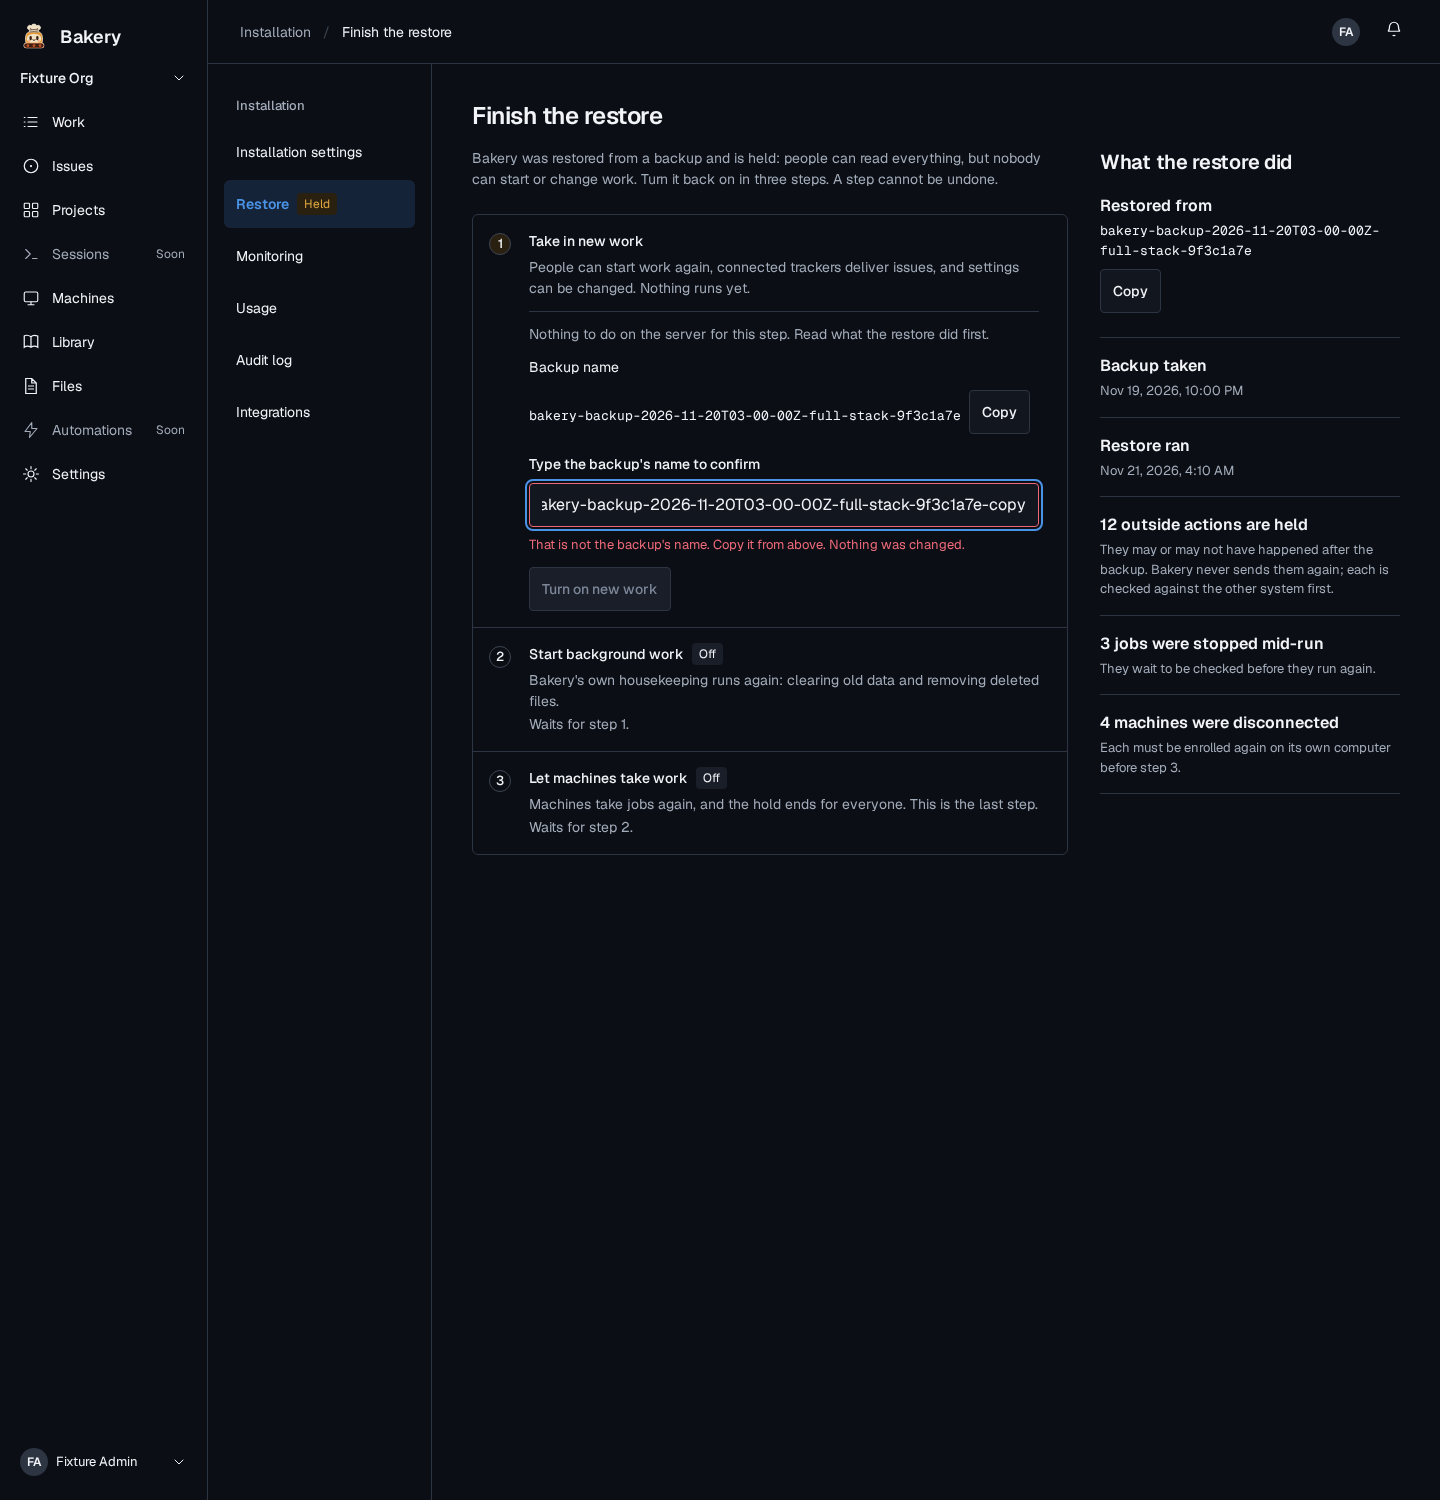 Bakery
Fixture Org
Work
Issues
Projects
Sessions Soon
Machines
Library
Files
Automations Soon
Settings
FA Fixture Admin
Installation / Finish the restore
FA
Installation
Installation settings
Restore Held
Monitoring
Usage
Audit log
Integrations
Finish the restore
Bakery was restored from a backup and is held: people can read everything, but nobody
can start or change work. Turn it back on in three steps. A step cannot be undone.
1 Take in new work
People can start work again, connected trackers deliver issues, and settings
can be changed. Nothing runs yet.
Nothing to do on the server for this step. Read what the restore did first.
Backup name
bakery-backup-2026-11-20T03-00-00Z-full-stack-9f3c1a7e Copy
Type the backup's name to confirm
akery-backup-2026-11-20T03-00-00Z-full-stack-9f3c1a7e-copy
That is not the backup's name. Copy it from above. Nothing was changed.
Turn on new work
2 Start background work Off
Bakery's own housekeeping runs again: clearing old data and removing deleted
files.
Waits for step 1.
3 Let machines take work Off
Machines take jobs again, and the hold ends for everyone. This is the last step.
Waits for step 2.
What the restore did
Restored from
bakery-backup-2026-11-20T03-00-00Z-
full-stack-9f3c1a7e
Copy
Backup taken
Nov 19, 2026, 10:00 PM
Restore ran
Nov 21, 2026, 4:10 AM
12 outside actions are held
They may or may not have happened after the
backup. Bakery never sends them again; each is
checked against the other system first.
3 jobs were stopped mid-run
They wait to be checked before they run again.
4 machines were disconnected
Each must be enrolled again on its own computer
before step 3.